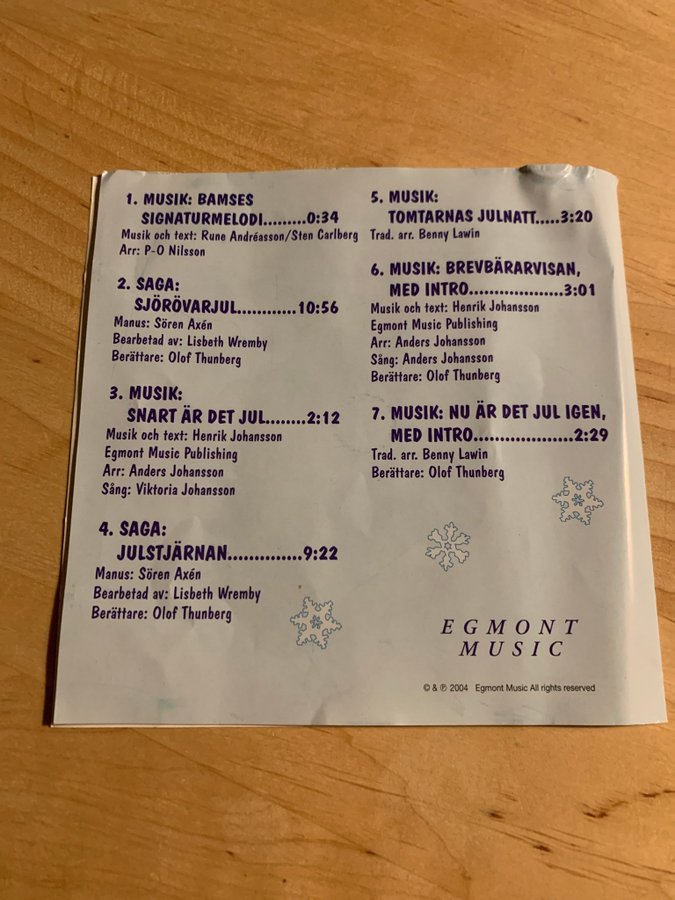 1. MUSIK: BAMSES
SIGNATURMELODI.........0:34
Musik och text: Rune Andréasson/Sten Carlberg
Arr: P-O Nilsson
2. SAGA:
SJÖRÖVARJUL............10:56
Manus: Sören Axén
Bearbetad av: Lisbeth Wremby
Berättare: Olof Thunberg
3. MUSIK:
SNART ÄR DET JUL........2:12
Musik och text: Henrik Johansson
Egmont Music Publishing
Arr: Anders Johansson
Sång: Viktoria Johansson
4. SAGA:
JULSTJÄRNAN..............9:22
Manus: Sören Axén
Bearbetad av: Lisbeth Wremby
Berättare: Olof Thunberg
5. MUSIK:
TOMTARNAS JULNATT.....3:20
Trad. arr. Benny Lawin
6. MUSIK: BREVBÄRARVISAN,
MED INTRO...................3:01
Musik och text: Henrik Johansson
Egmont Music Publishing
Arr: Anders Johansson
Sång: Anders Johansson
Berättare: Olof Thunberg
7. MUSIK: NU ÄR DET JUL IGEN,
MED INTRO....................2:29
Trad. arr. Benny Lawin
Berättare: Olof Thunberg
EGMONT
MUSIC
© & ℗ 2004 Egmont Music All rights reserved